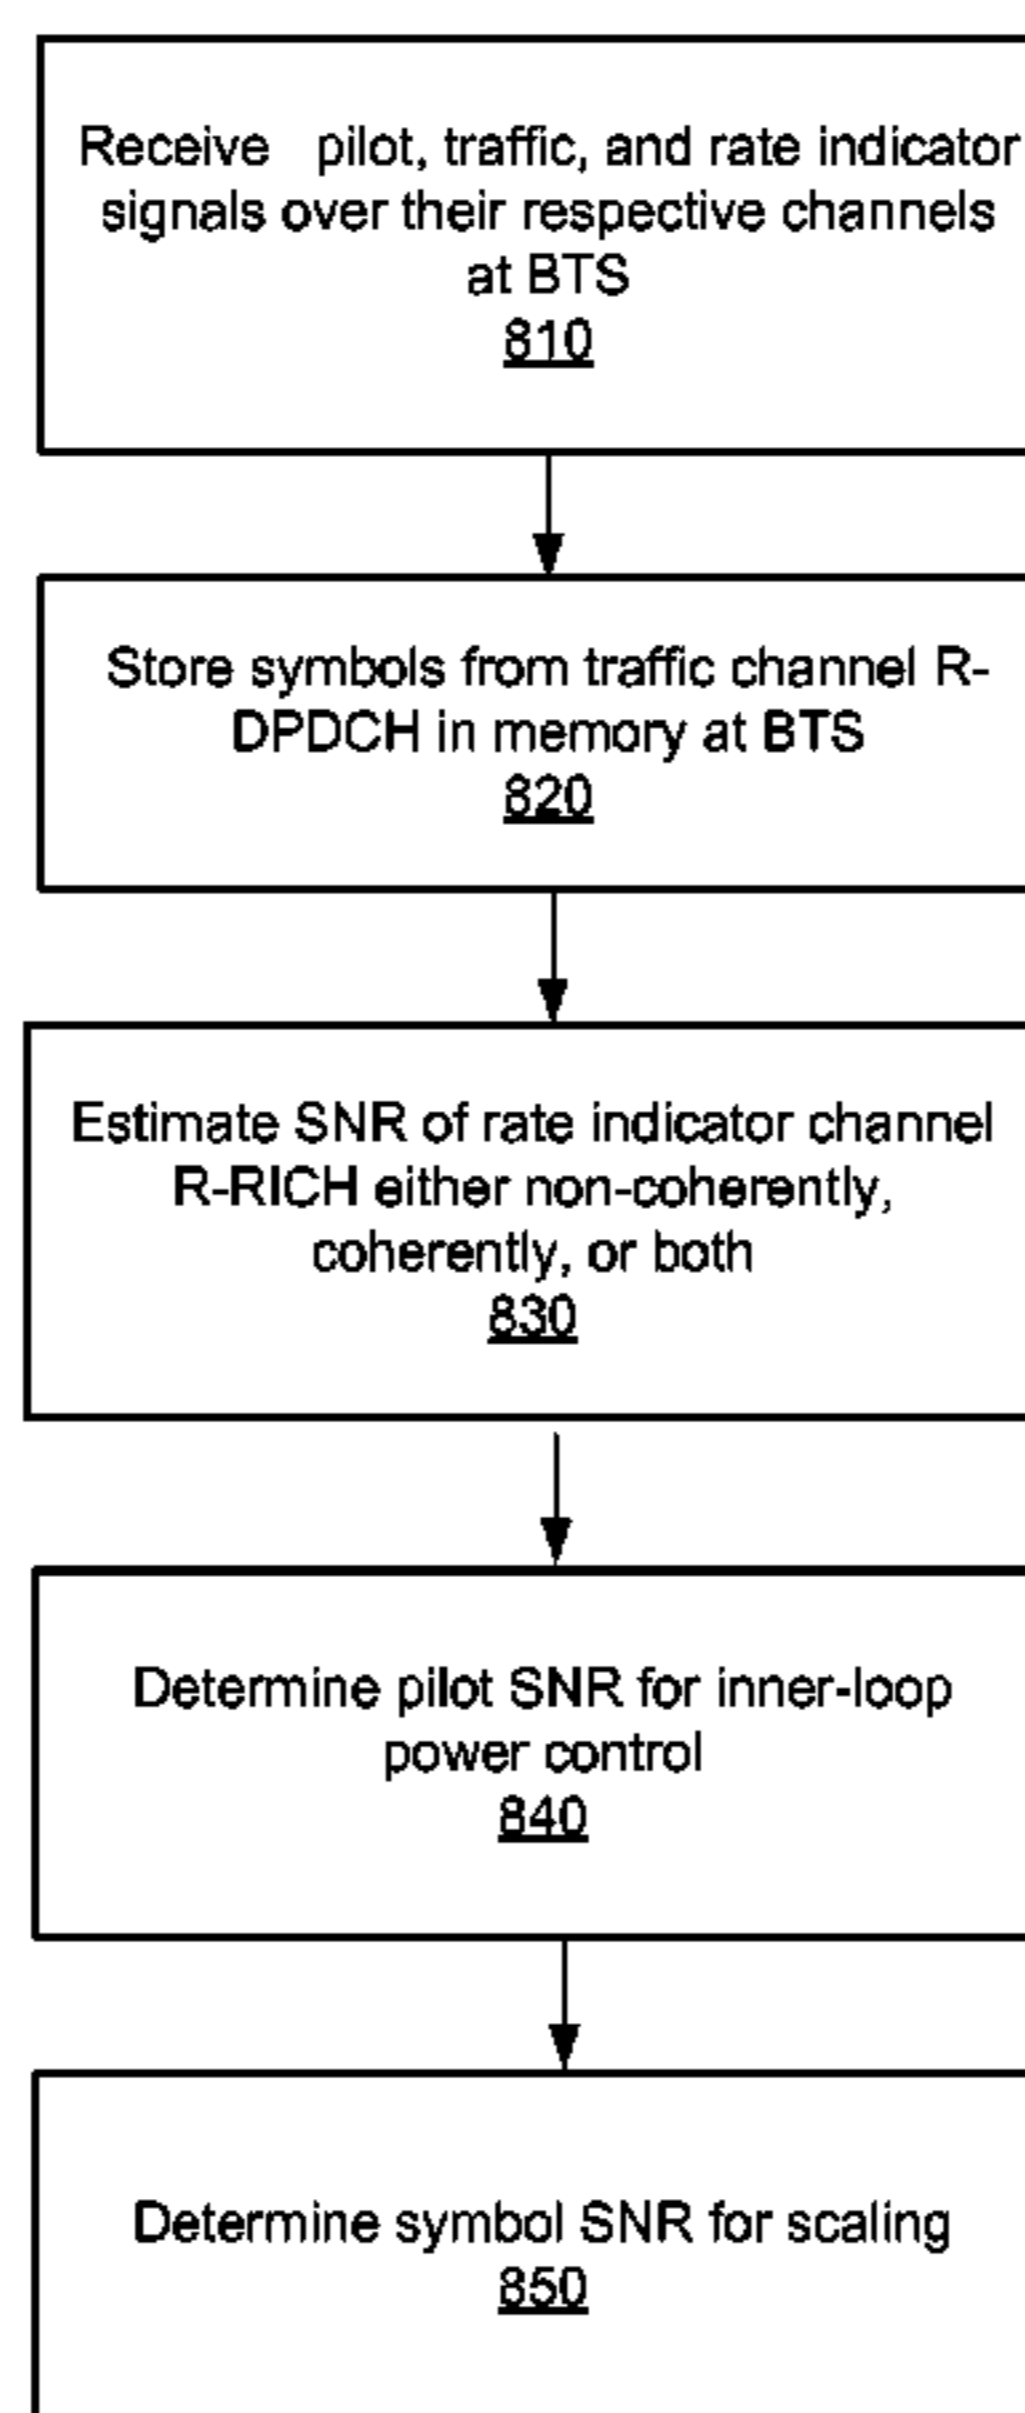 Receive pilot, traffic, and rate indicator
signals over their respective channels
at BTS
810
Store symbols from traffic channel R-
DPDCH in memory at BTS
820
Estimate SNR of rate indicator channel
R-RICH either non-coherently,
coherently, or both
830
Determine pilot SNR for inner-loop
power control
840
Determine symbol SNR for scaling
850